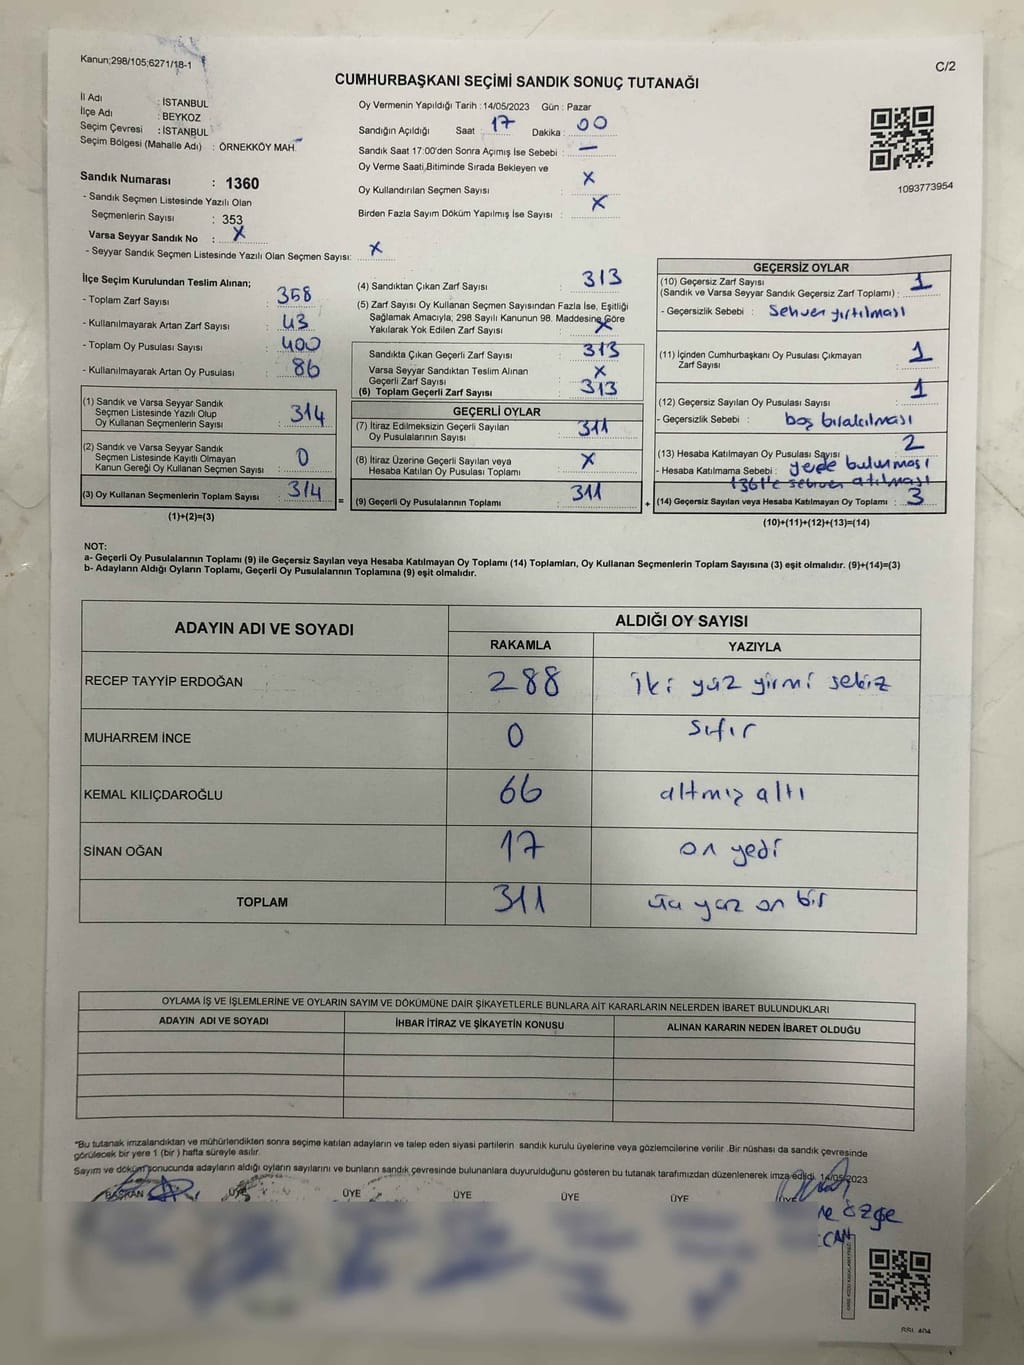 Kanun;298/105;6271/18-1
C/2
CUMHURBAŞKANI SEÇİMİ SANDIK SONUÇ TUTANAĞI
İl Adı : İSTANBUL
İlçe Adı : BEYKOZ
Seçim Çevresi : İSTANBUL
Seçim Bölgesi (Mahalle Adı) : ÖRNEKKÖY MAH.
Sandık Numarası : 1360
- Sandık Seçmen Listesinde Yazılı Olan
Seçmenlerin Sayısı : 353
Varsa Seyyar Sandık No : X
- Seyyar Sandık Seçmen Listesinde Yazılı Olan Seçmen Sayısı: X
Oy Vermenin Yapıldığı Tarih : 14/05/2023 Gün : Pazar
Sandığın Açıldığı Saat : 17 Dakika : 00
Sandık Saat 17:00'den Sonra Açımış İse Sebebi : —
Oy Verme Saati Bitiminde Sırada Bekleyen ve
Oy Kullandırılan Seçmen Sayısı : X
Birden Fazla Sayım Döküm Yapılmış İse Sayısı : X
1093773954
İlçe Seçim Kurulundan Teslim Alınan;
- Toplam Zarf Sayısı : 358
- Kullanılmayarak Artan Zarf Sayısı : 43
- Toplam Oy Pusulası Sayısı : 400
- Kullanılmayarak Artan Oy Pusulası : 86
(1) Sandık ve Varsa Seyyar Sandık
Seçmen Listesinde Yazılı Olup
Oy Kullanan Seçmenlerin Sayısı : 314
(2) Sandık ve Varsa Seyyar Sandık
Seçmen Listesinde Kayıtlı Olmayan
Kanun Gereği Oy Kullanan Seçmen Sayısı : 0
(3) Oy Kullanan Seçmenlerin Toplam Sayısı : 314
(1)+(2)=(3)
(4) Sandıktan Çıkan Zarf Sayısı : 313
(5) Zarf Sayısı Oy Kullanan Seçmen Sayısından Fazla İse, Eşitliği
Sağlamak Amacıyla, 298 Sayılı Kanunun 98. Maddesine Göre
Yakılarak Yok Edilen Zarf Sayısı : X
Sandıkta Çıkan Geçerli Zarf Sayısı : 313
Varsa Seyyar Sandıktan Teslim Alınan
Geçerli Zarf Sayısı : X
(6) Toplam Geçerli Zarf Sayısı : 313
GEÇERLİ OYLAR
(7) İtiraz Edilmeksizin Geçerli Sayılan
Oy Pusulalarının Sayısı : 311
(8) İtiraz Üzerine Geçerli Sayılan veya
Hesaba Katılan Oy Pusulası Toplamı : X
= (9) Geçerli Oy Pusulalarının Toplamı : 311 +
GEÇERSİZ OYLAR
(10) Geçersiz Zarf Sayısı
(Sandık ve Varsa Seyyar Sandık Geçersiz Zarf Toplamı) : 1
- Geçersizlik Sebebi : Sehven yırtılması
(11) İçinden Cumhurbaşkanı Oy Pusulası Çıkmayan
Zarf Sayısı : 1
(12) Geçersiz Sayılan Oy Pusulası Sayısı : 1
- Geçersizlik Sebebi : boş bırakılması
(13) Hesaba Katılmayan Oy Pusulası Sayısı : 2
- Hesaba Katılmama Sebebi : yerde bulunması
1361'e sehven atılması
(14) Geçersiz Sayılan veya Hesaba Katılmayan Oy Toplamı : 3
(10)+(11)+(12)+(13)=(14)
NOT:
a- Geçerli Oy Pusulalarının Toplamı (9) ile Geçersiz Sayılan veya Hesaba Katılmayan Oy Toplamı (14) Toplamları, Oy Kullanan Seçmenlerin Toplam Sayısına (3) eşit olmalıdır. (9)+(14)=(3)
b- Adayların Aldığı Oyların Toplamı, Geçerli Oy Pusulalarının Toplamına (9) eşit olmalıdır.
ADAYIN ADI VE SOYADI ALDIĞI OY SAYISI
RAKAMLA YAZIYLA
RECEP TAYYİP ERDOĞAN 288 iki yüz yirmi sekiz
MUHARREM İNCE 0 sıfır
KEMAL KILIÇDAROĞLU 66 altmış altı
SİNAN OĞAN 17 on yedi
TOPLAM 311 üç yüz on bir
OYLAMA İŞ VE İŞLEMLERİNE VE OYLARIN SAYIM VE DÖKÜMÜNE DAİR ŞİKAYETLERLE BUNLARA AİT KARARLARIN NELERDEN İBARET BULUNDUKLARI
ADAYIN ADI VE SOYADI İHBAR İTİRAZ VE ŞİKAYETİN KONUSU ALINAN KARARIN NEDEN İBARET OLDUĞU
*Bu tutanak imzalandıktan ve mühürlendikten sonra seçime katılan adayların ve talep eden siyasi partilerin sandık kurulu üyelerine veya gözlemcilerine verilir .Bir nüshası da sandık çevresinde
görülecek bir yere 1 (bir ) hafta süreyle asılır.
Sayım ve döküm sonucunda adayların aldığı oyların sayılarını ve bunların sandık çevresinde bulunanlara duyurulduğunu gösteren bu tutanak tarafımızdan düzenlenerek imza edildi. 14/05/2023
BAŞKAN ÜYE ÜYE ÜYE ÜYE ÜYE ÜYE
ne özge
CAN